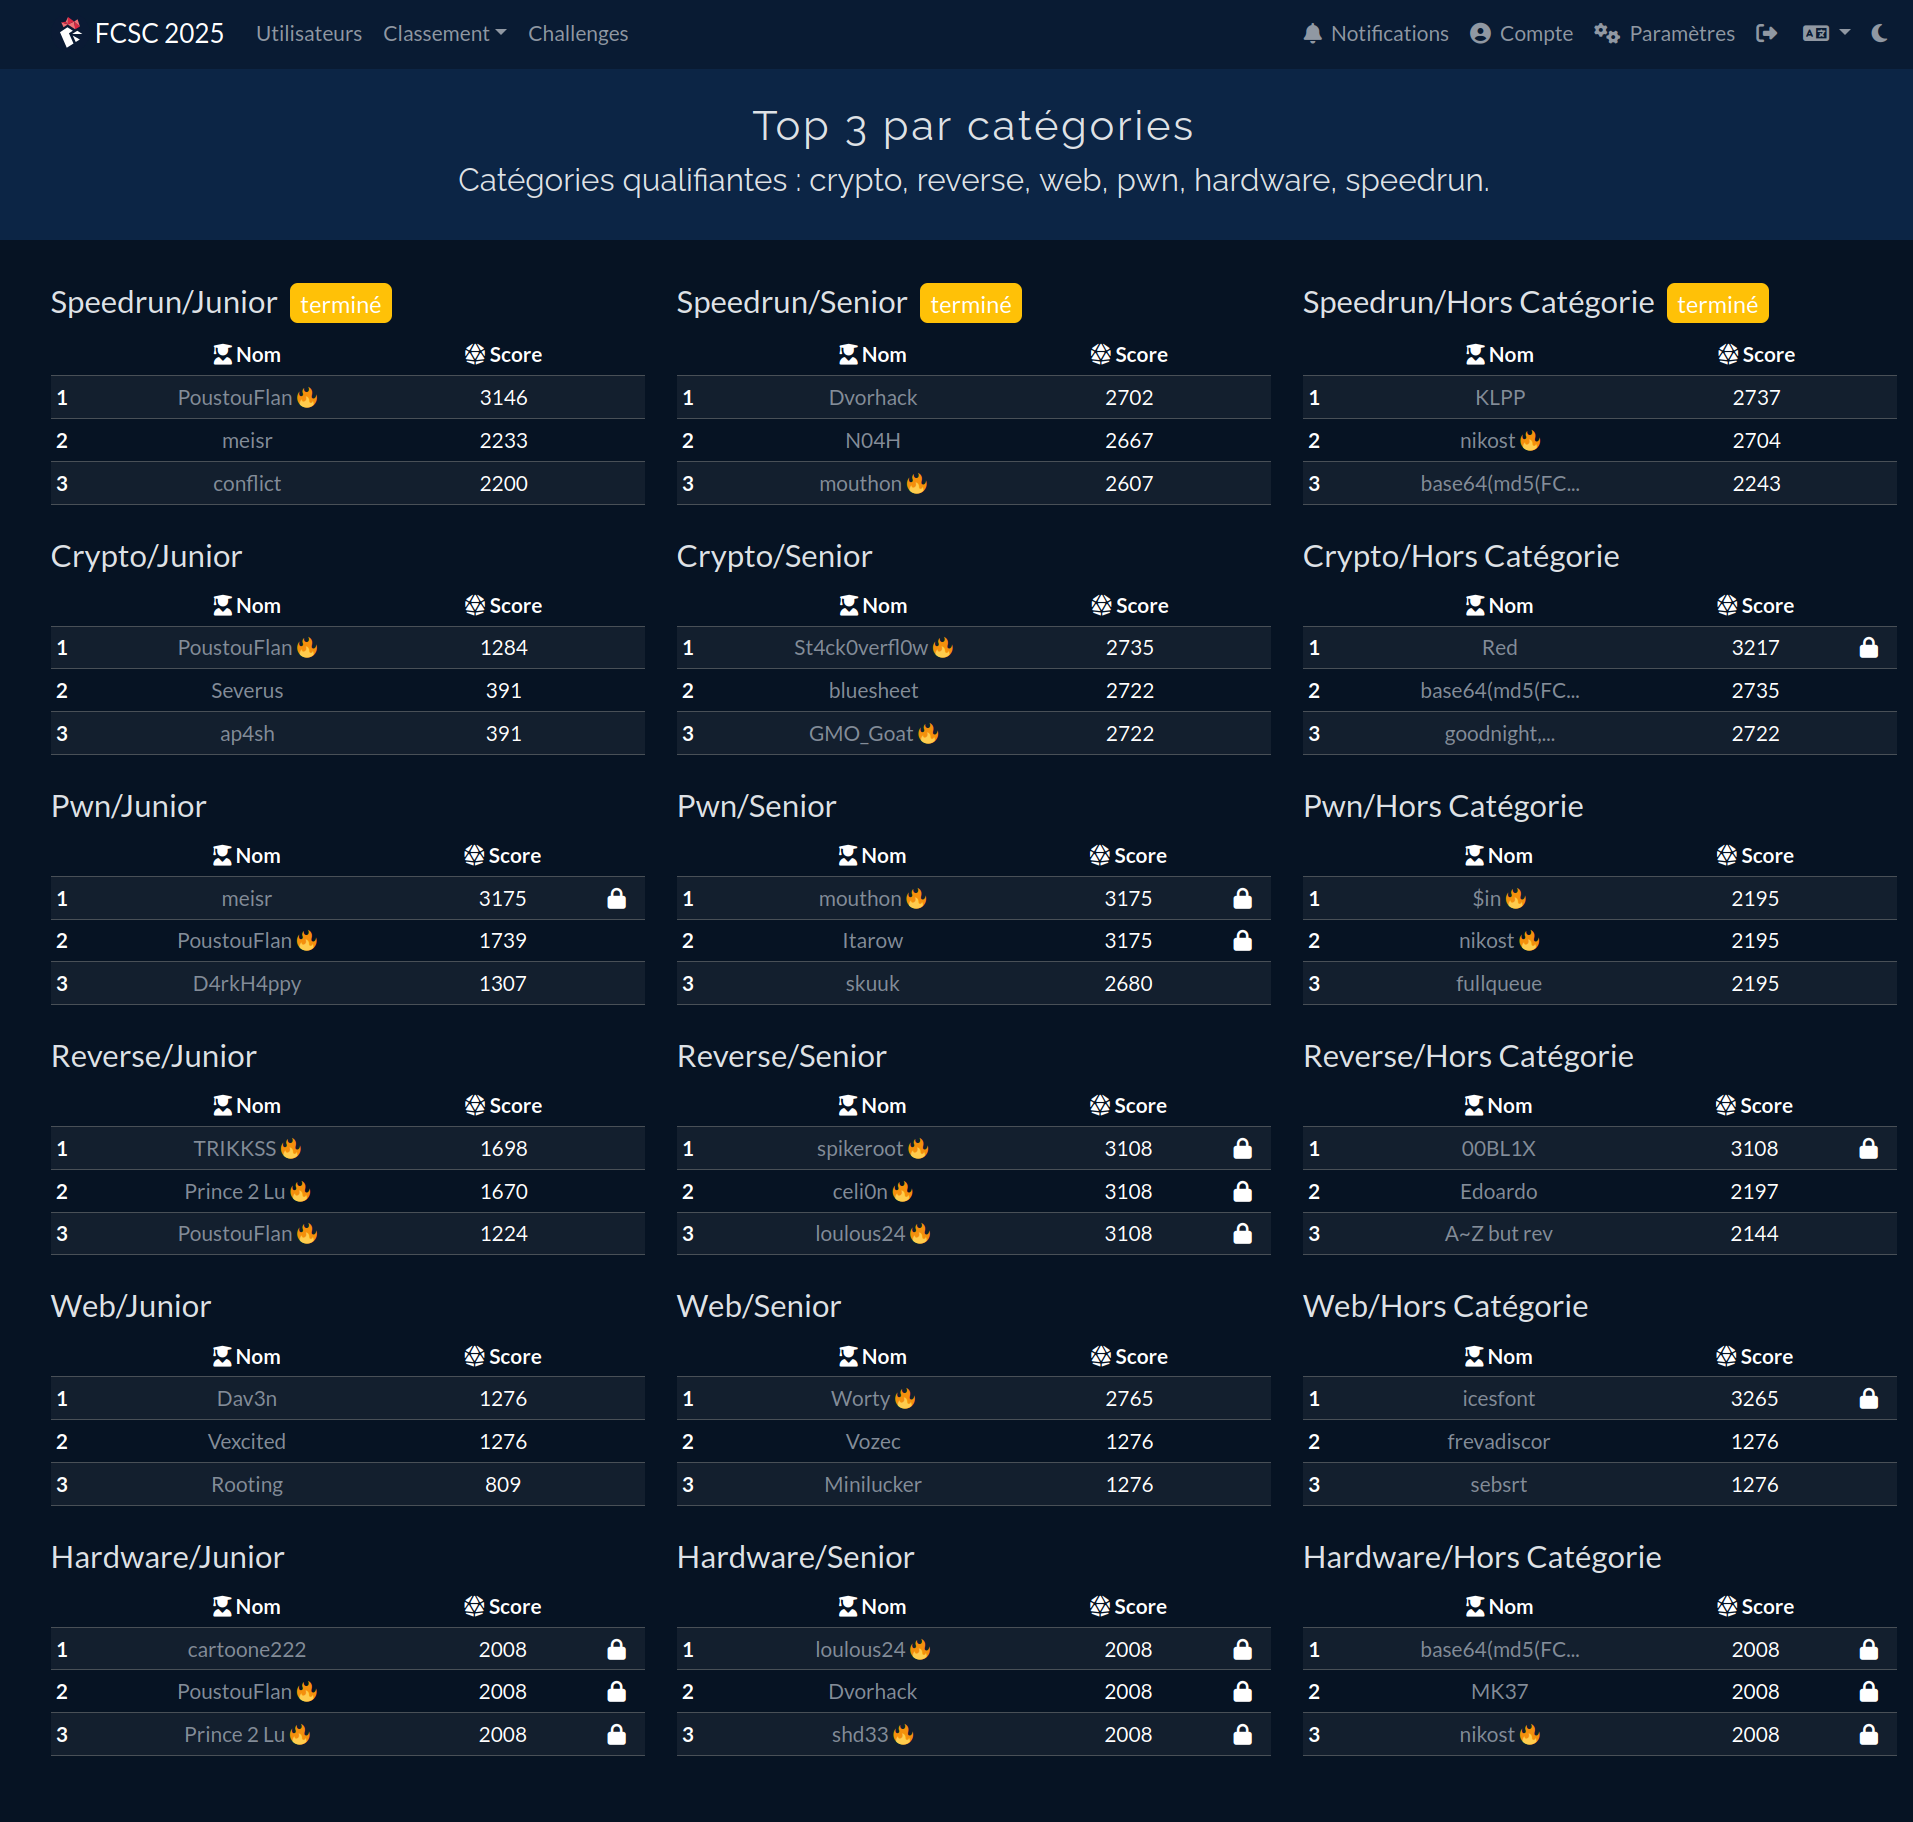 FCSC 2025 Utilisateurs Classement Challenges Notifications Compte Paramètres
Top 3 par catégories
Catégories qualifiantes : crypto, reverse, web, pwn, hardware, speedrun.
Speedrun/Junior terminé
Nom Score
1 PoustouFlan 3146
2 meisr 2233
3 conflict 2200
Speedrun/Senior terminé
Nom Score
1 Dvorhack 2702
2 N04H 2667
3 mouthon 2607
Speedrun/Hors Catégorie terminé
Nom Score
1 KLPP 2737
2 nikost 2704
3 base64(md5(FC... 2243
Crypto/Junior
Nom Score
1 PoustouFlan 1284
2 Severus 391
3 ap4sh 391
Crypto/Senior
Nom Score
1 St4ck0verfl0w 2735
2 bluesheet 2722
3 GMO_Goat 2722
Crypto/Hors Catégorie
Nom Score
1 Red 3217
2 base64(md5(FC... 2735
3 goodnight,... 2722
Pwn/Junior
Nom Score
1 meisr 3175
2 PoustouFlan 1739
3 D4rkH4ppy 1307
Pwn/Senior
Nom Score
1 mouthon 3175
2 Itarow 3175
3 skuuk 2680
Pwn/Hors Catégorie
Nom Score
1 $in 2195
2 nikost 2195
3 fullqueue 2195
Reverse/Junior
Nom Score
1 TRIKKSS 1698
2 Prince 2 Lu 1670
3 PoustouFlan 1224
Reverse/Senior
Nom Score
1 spikeroot 3108
2 celi0n 3108
3 loulous24 3108
Reverse/Hors Catégorie
Nom Score
1 00BL1X 3108
2 Edoardo 2197
3 A~Z but rev 2144
Web/Junior
Nom Score
1 Dav3n 1276
2 Vexcited 1276
3 Rooting 809
Web/Senior
Nom Score
1 Worty 2765
2 Vozec 1276
3 Minilucker 1276
Web/Hors Catégorie
Nom Score
1 icesfont 3265
2 frevadiscor 1276
3 sebsrt 1276
Hardware/Junior
Nom Score
1 cartoone222 2008
2 PoustouFlan 2008
3 Prince 2 Lu 2008
Hardware/Senior
Nom Score
1 loulous24 2008
2 Dvorhack 2008
3 shd33 2008
Hardware/Hors Catégorie
Nom Score
1 base64(md5(FC... 2008
2 MK37 2008
3 nikost 2008